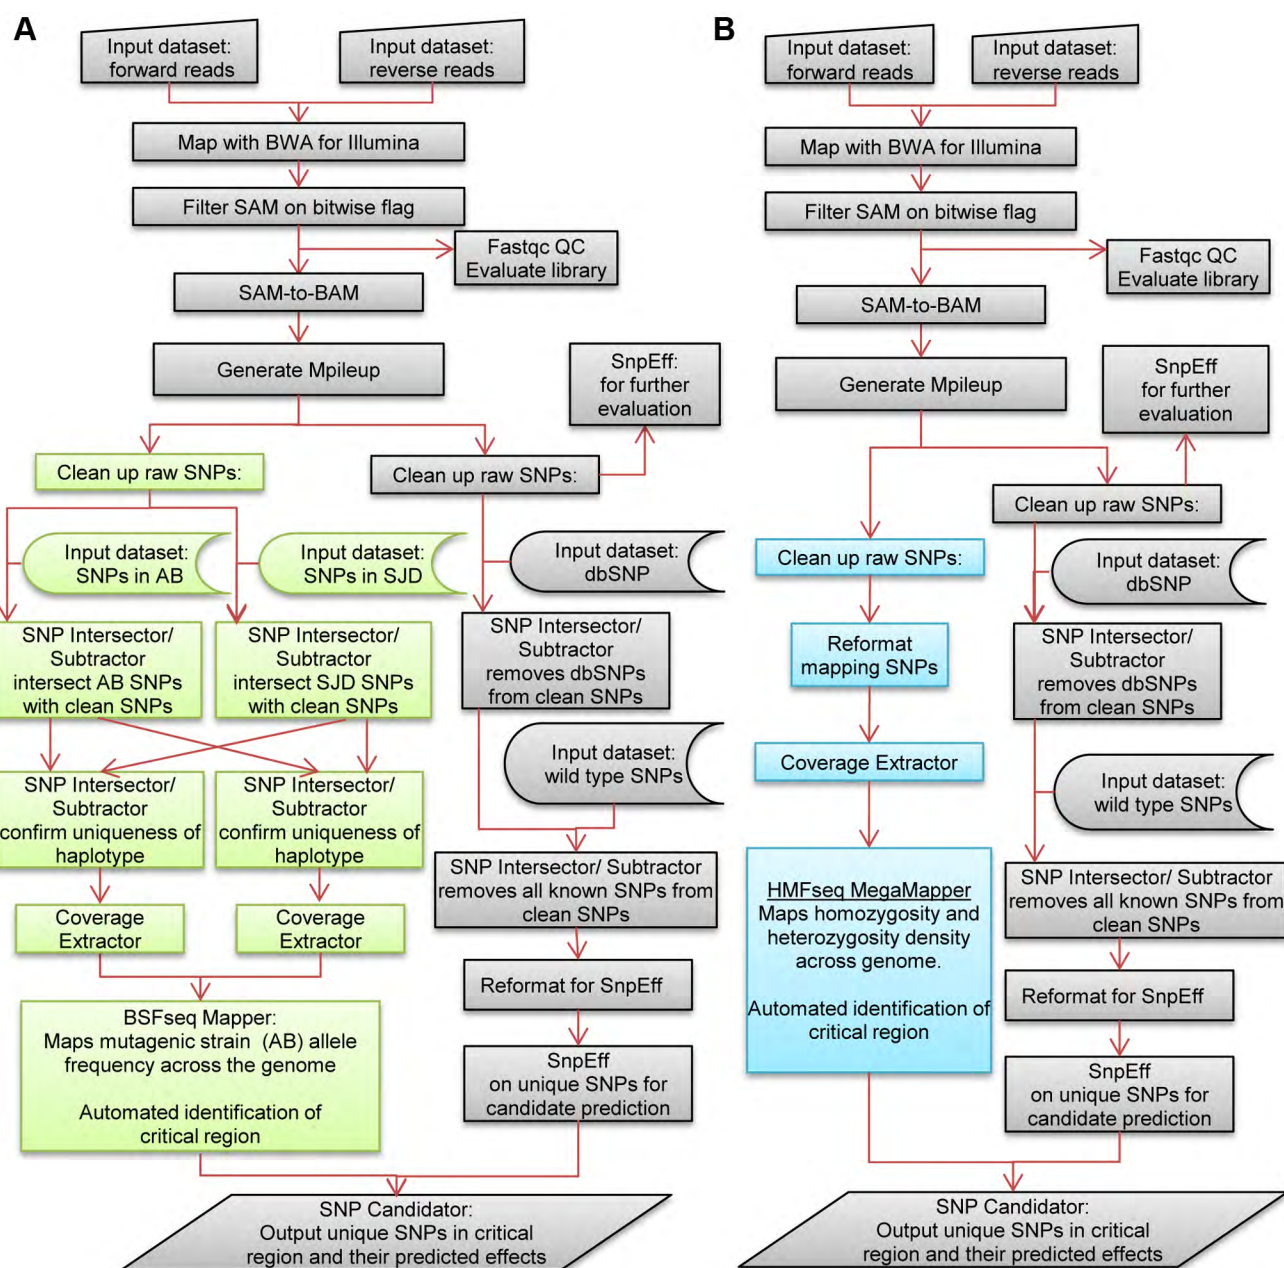 A
Input dataset:
forward reads
Input dataset:
reverse reads
Map with BWA for Illumina
Filter SAM on bitwise flag
Fastqc QC
Evaluate library
SAM-to-BAM
Generate Mpileup
SnpEff:
for further
evaluation
Clean up raw SNPs:
Clean up raw SNPs:
Input dataset:
SNPs in AB
Input dataset:
SNPs in SJD
Input dataset:
dbSNP
SNP Intersector/
Subtractor
intersect AB SNPs
with clean SNPs
SNP Intersector/
Subtractor
intersect SJD SNPs
with clean SNPs
SNP Intersector/
Subtractor
removes dbSNPs
from clean SNPs
Input dataset:
wild type SNPs
SNP Intersector/
Subtractor
confirm uniqueness of
haplotype
SNP Intersector/
Subtractor
confirm uniqueness of
haplotype
SNP Intersector/ Subtractor
removes all known SNPs from
clean SNPs
Coverage
Extractor
Coverage
Extractor
Reformat for SnpEff
BSFseq Mapper:
Maps mutagenic strain (AB) allele
frequency across the genome
Automated identification of
critical region
SnpEff
on unique SNPs for
candidate prediction
SNP Candidator:
Output unique SNPs in critical
region and their predicted effects
B
Input dataset:
forward reads
Input dataset:
reverse reads
Map with BWA for Illumina
Filter SAM on bitwise flag
Fastqc QC
Evaluate library
SAM-to-BAM
Generate Mpileup
SnpEff
for further
evaluation
Clean up raw SNPs:
Clean up raw SNPs:
Input dataset:
dbSNP
Reformat
mapping SNPs
SNP Intersector/
Subtractor
removes dbSNPs
from clean SNPs
Coverage Extractor
Input dataset:
wild type SNPs
HMFseq MegaMapper
Maps homozygosity and
heterozygosity density
across genome.
Automated identification of
critical region
SNP Intersector/ Subtractor
removes all known SNPs from
clean SNPs
Reformat for SnpEff
SnpEff
on unique SNPs for
candidate prediction
SNP Candidator:
Output unique SNPs in critical
region and their predicted effects